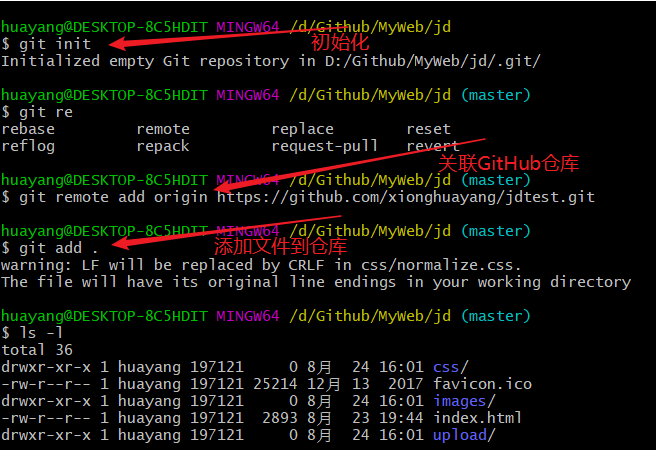 huayang@DESKTOP-8C5HDIT MINGW64 /d/Github/MyWeb/jd
$ git init
初始化
Initialized empty Git repository in D:/Github/MyWeb/jd/.git/
huayang@DESKTOP-8C5HDIT MINGW64 /d/Github/MyWeb/jd (master)
$ git re
rebase remote replace reset
reflog repack request-pull revert
关联GitHub仓库
huayang@DESKTOP-8C5HDIT MINGW64 /d/Github/MyWeb/jd (master)
$ git remote add origin https://github.com/xionghuayang/jdtest.git
huayang@DESKTOP-8C5HDIT MINGW64 /d/Github/MyWeb/jd (master)
$ git add .
添加文件到仓库
warning: LF will be replaced by CRLF in css/normalize.css.
The file will have its original line endings in your working directory
huayang@DESKTOP-8C5HDIT MINGW64 /d/Github/MyWeb/jd (master)
$ ls -l
total 36
drwxr-xr-x 1 huayang 197121 0 8月 24 16:01 css/
-rw-r--r-- 1 huayang 197121 25214 12月 13 2017 favicon.ico
drwxr-xr-x 1 huayang 197121 0 8月 24 16:01 images/
-rw-r--r-- 1 huayang 197121 2893 8月 23 19:44 index.html
drwxr-xr-x 1 huayang 197121 0 8月 24 16:01 upload/